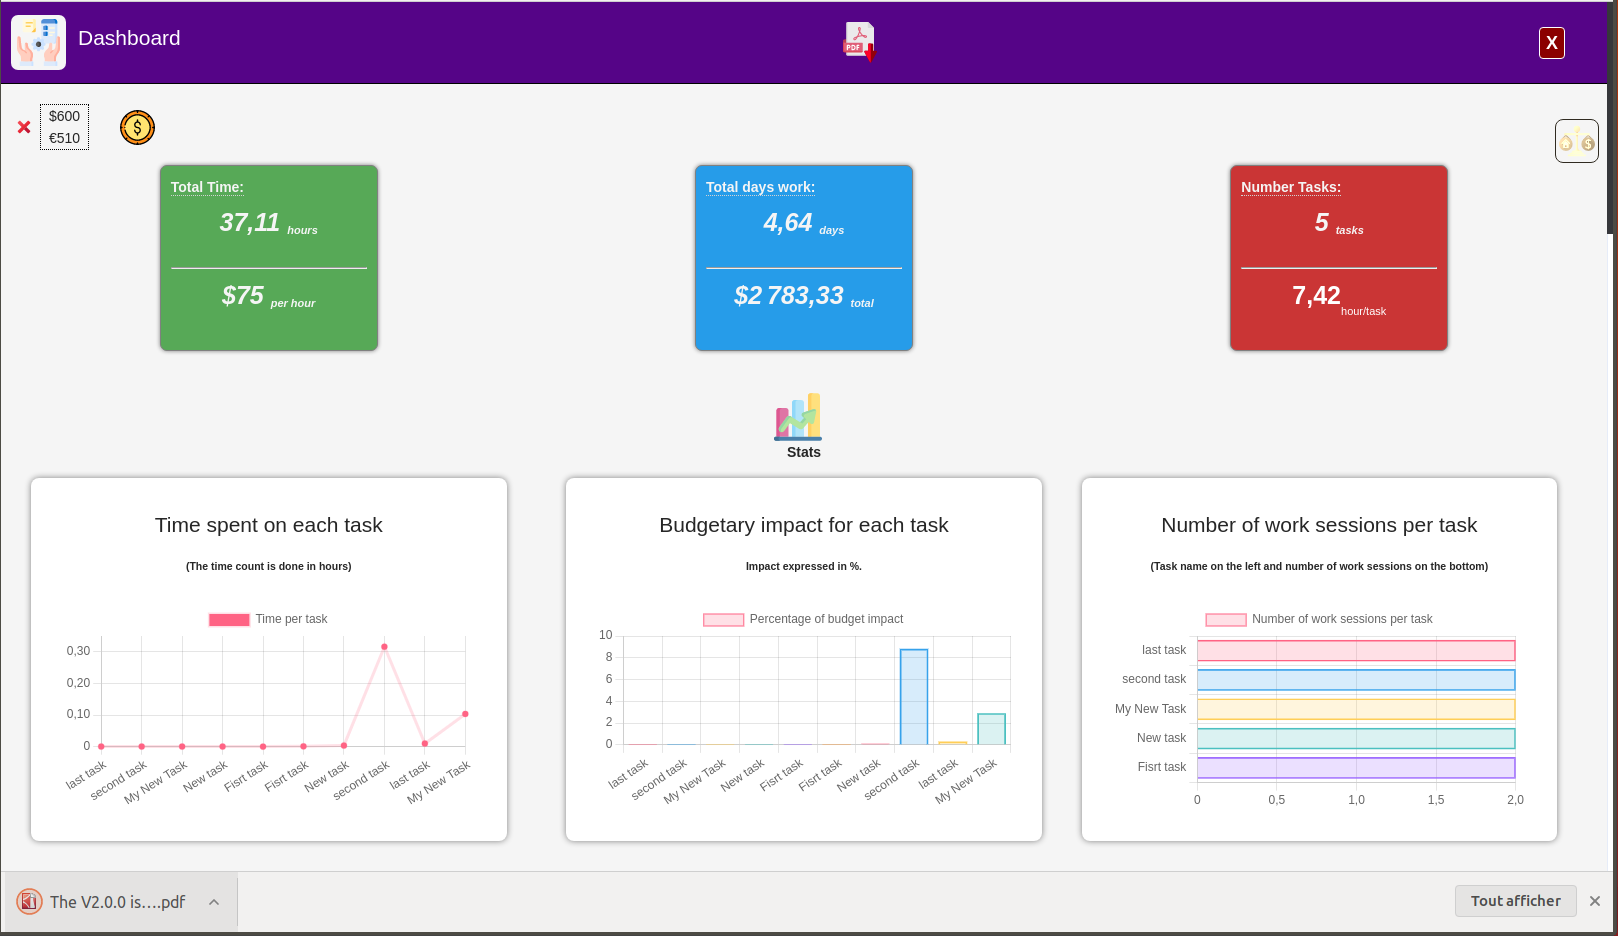 Dashboard
PDF
X
$600
€510
$
$
Total Time:
37,11 hours
$75 per hour
Total days work:
4,64 days
$2 783,33 total
Number Tasks:
5 tasks
7,42 hour/task
Stats
Time spent on each task
(The time count is done in hours)
Time per task
0,30
0,20
0,10
0
last task
second task
My New Task
New task
Fisrt task
Fisrt task
New task
second task
last task
My New Task
Budgetary impact for each task
Impact expressed in %.
Percentage of budget impact
10
8
6
4
2
0
last task
second task
My New Task
New task
Fisrt task
Fisrt task
New task
second task
last task
My New Task
Number of work sessions per task
(Task name on the left and number of work sessions on the bottom)
Number of work sessions per task
last task
second task
My New Task
New task
Fisrt task
0 0,5 1,0 1,5 2,0
The V2.0.0 is....pdf
Tout afficher